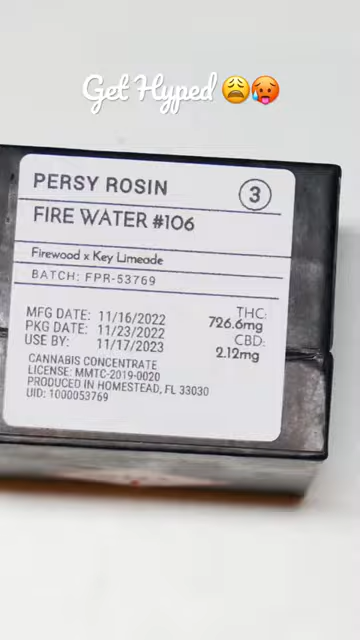 Get Hyped 😩🥵
PERSY ROSIN
3
FIRE WATER #106
Firewood x Key Limeade
BATCH: FPR-53769
MFG DATE: 11/16/2022
PKG DATE: 11/23/2022
USE BY: 11/17/2023
THC:
726.6mg
CBD:
2.12mg
CANNABIS CONCENTRATE
LICENSE: MMTC-2019-0020
PRODUCED IN HOMESTEAD, FL 33030
UID: 1000053769